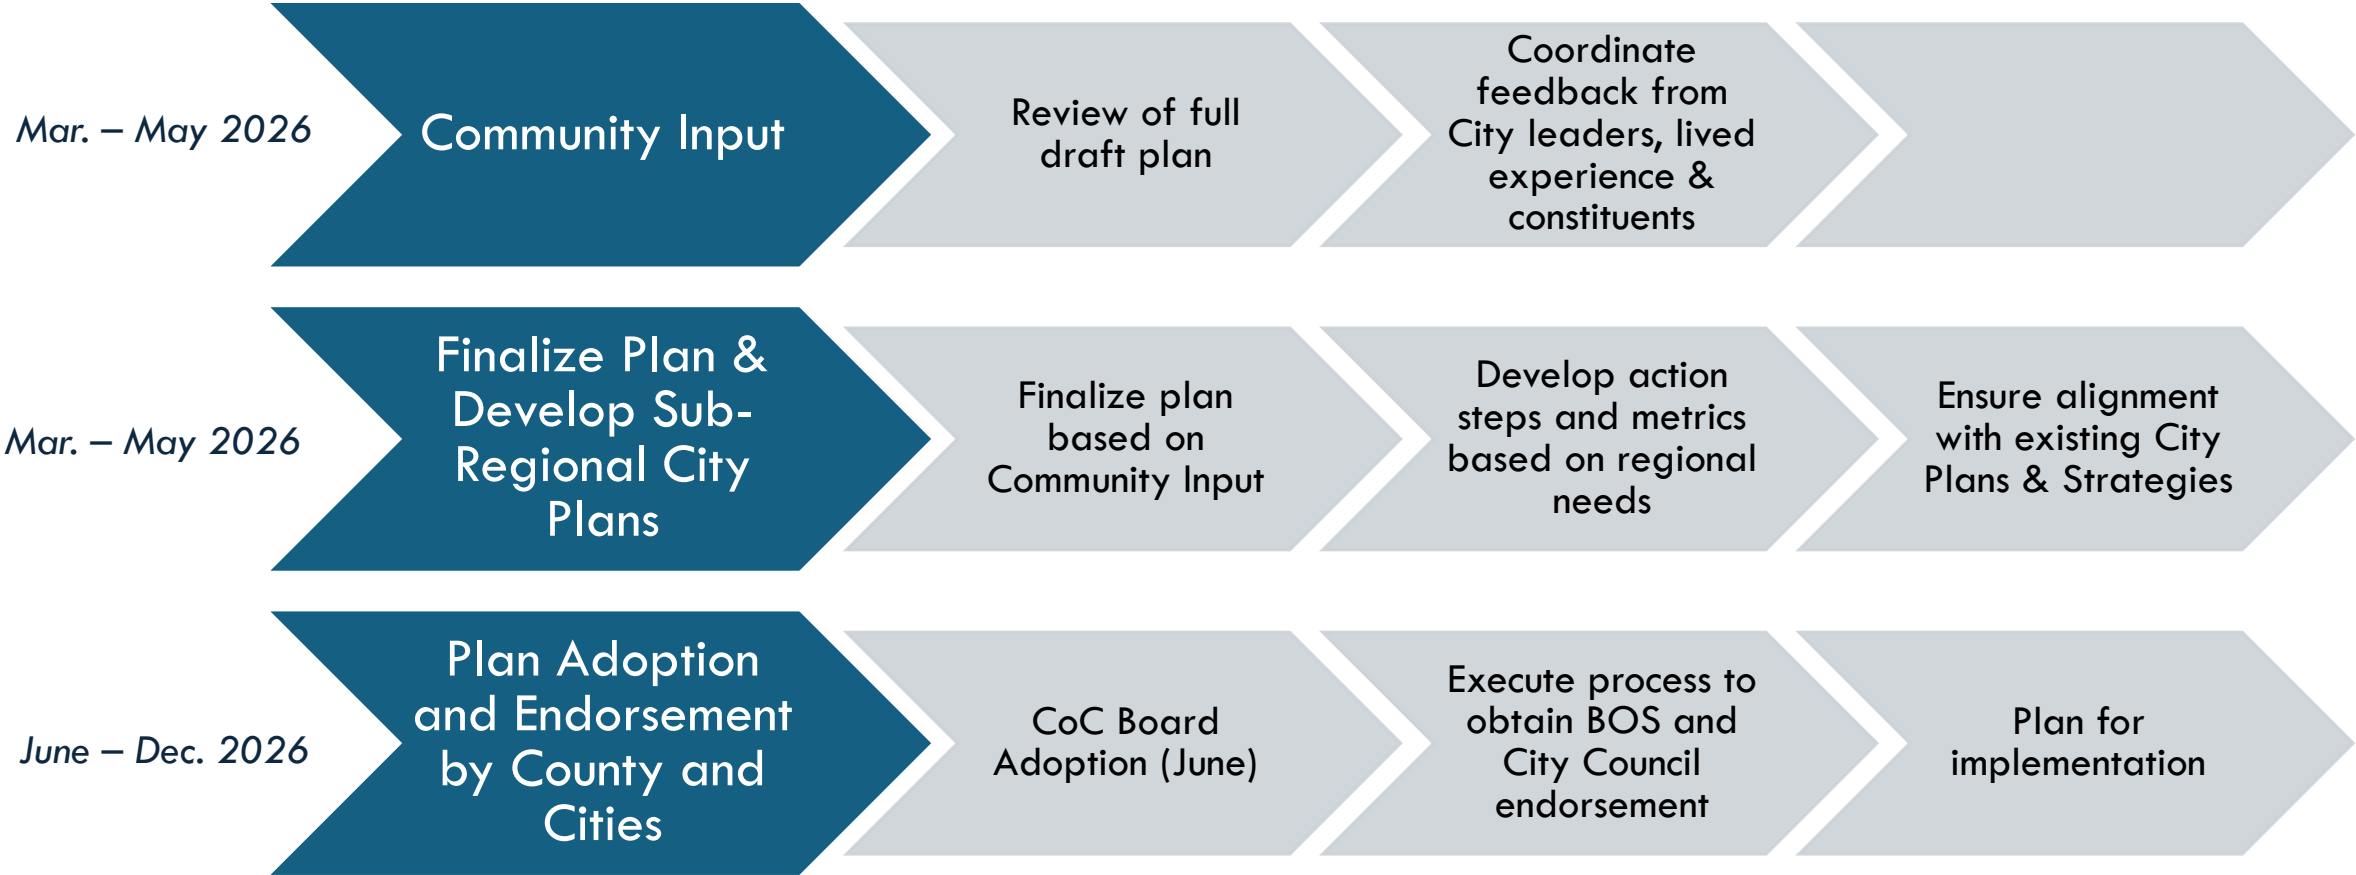 Mar. – May 2026
Community Input
Review of full
draft plan
Coordinate
feedback from
City leaders, lived
experience &
constituents
Mar. – May 2026
Finalize Plan &
Develop Sub-
Regional City
Plans
Finalize plan
based on
Community Input
Develop action
steps and metrics
based on regional
needs
Ensure alignment
with existing City
Plans & Strategies
June – Dec. 2026
Plan Adoption
and Endorsement
by County and
Cities
CoC Board
Adoption (June)
Execute process to
obtain BOS and
City Council
endorsement
Plan for
implementation